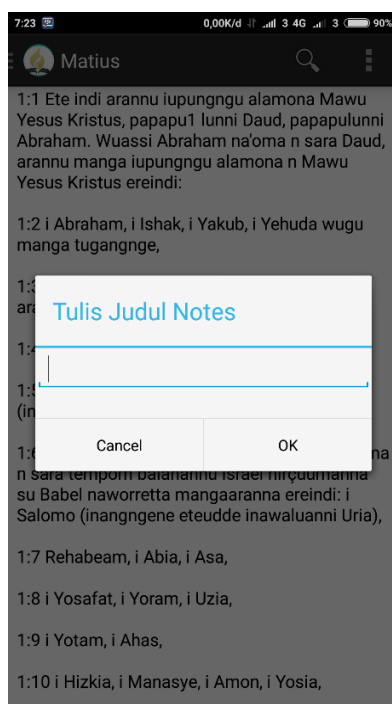 7:23
0,00K/d 3 4G 3 90%
Matius
1:1 Ete indi arannu iupungngu alamona Mawu
Yesus Kristus, papapu1 lunni Daud, papapulunni
Abraham. Wuassi Abraham na'oma n sara Daud,
arannu manga iupungngu alamona n Mawu
Yesus Kristus ereindi:
1:2 i Abraham, i Ishak, i Yakub, i Yehuda wugu
manga tugangnge,
Tulis Judul Notes
Cancel
OK
n sara tempom balanannu Israel nirçuumanna
su Babel naworretta mangaaranna ereindi: i
Salomo (inangngene eteudde inawaluanni Uria),
1:7 Rehabeam, i Abia, i Asa,
1:8 i Yosafat, i Yoram, i Uzia,
1:9 i Yotam, i Ahas,
1:10 i Hizkia, i Manasye, i Amon, i Yosia,